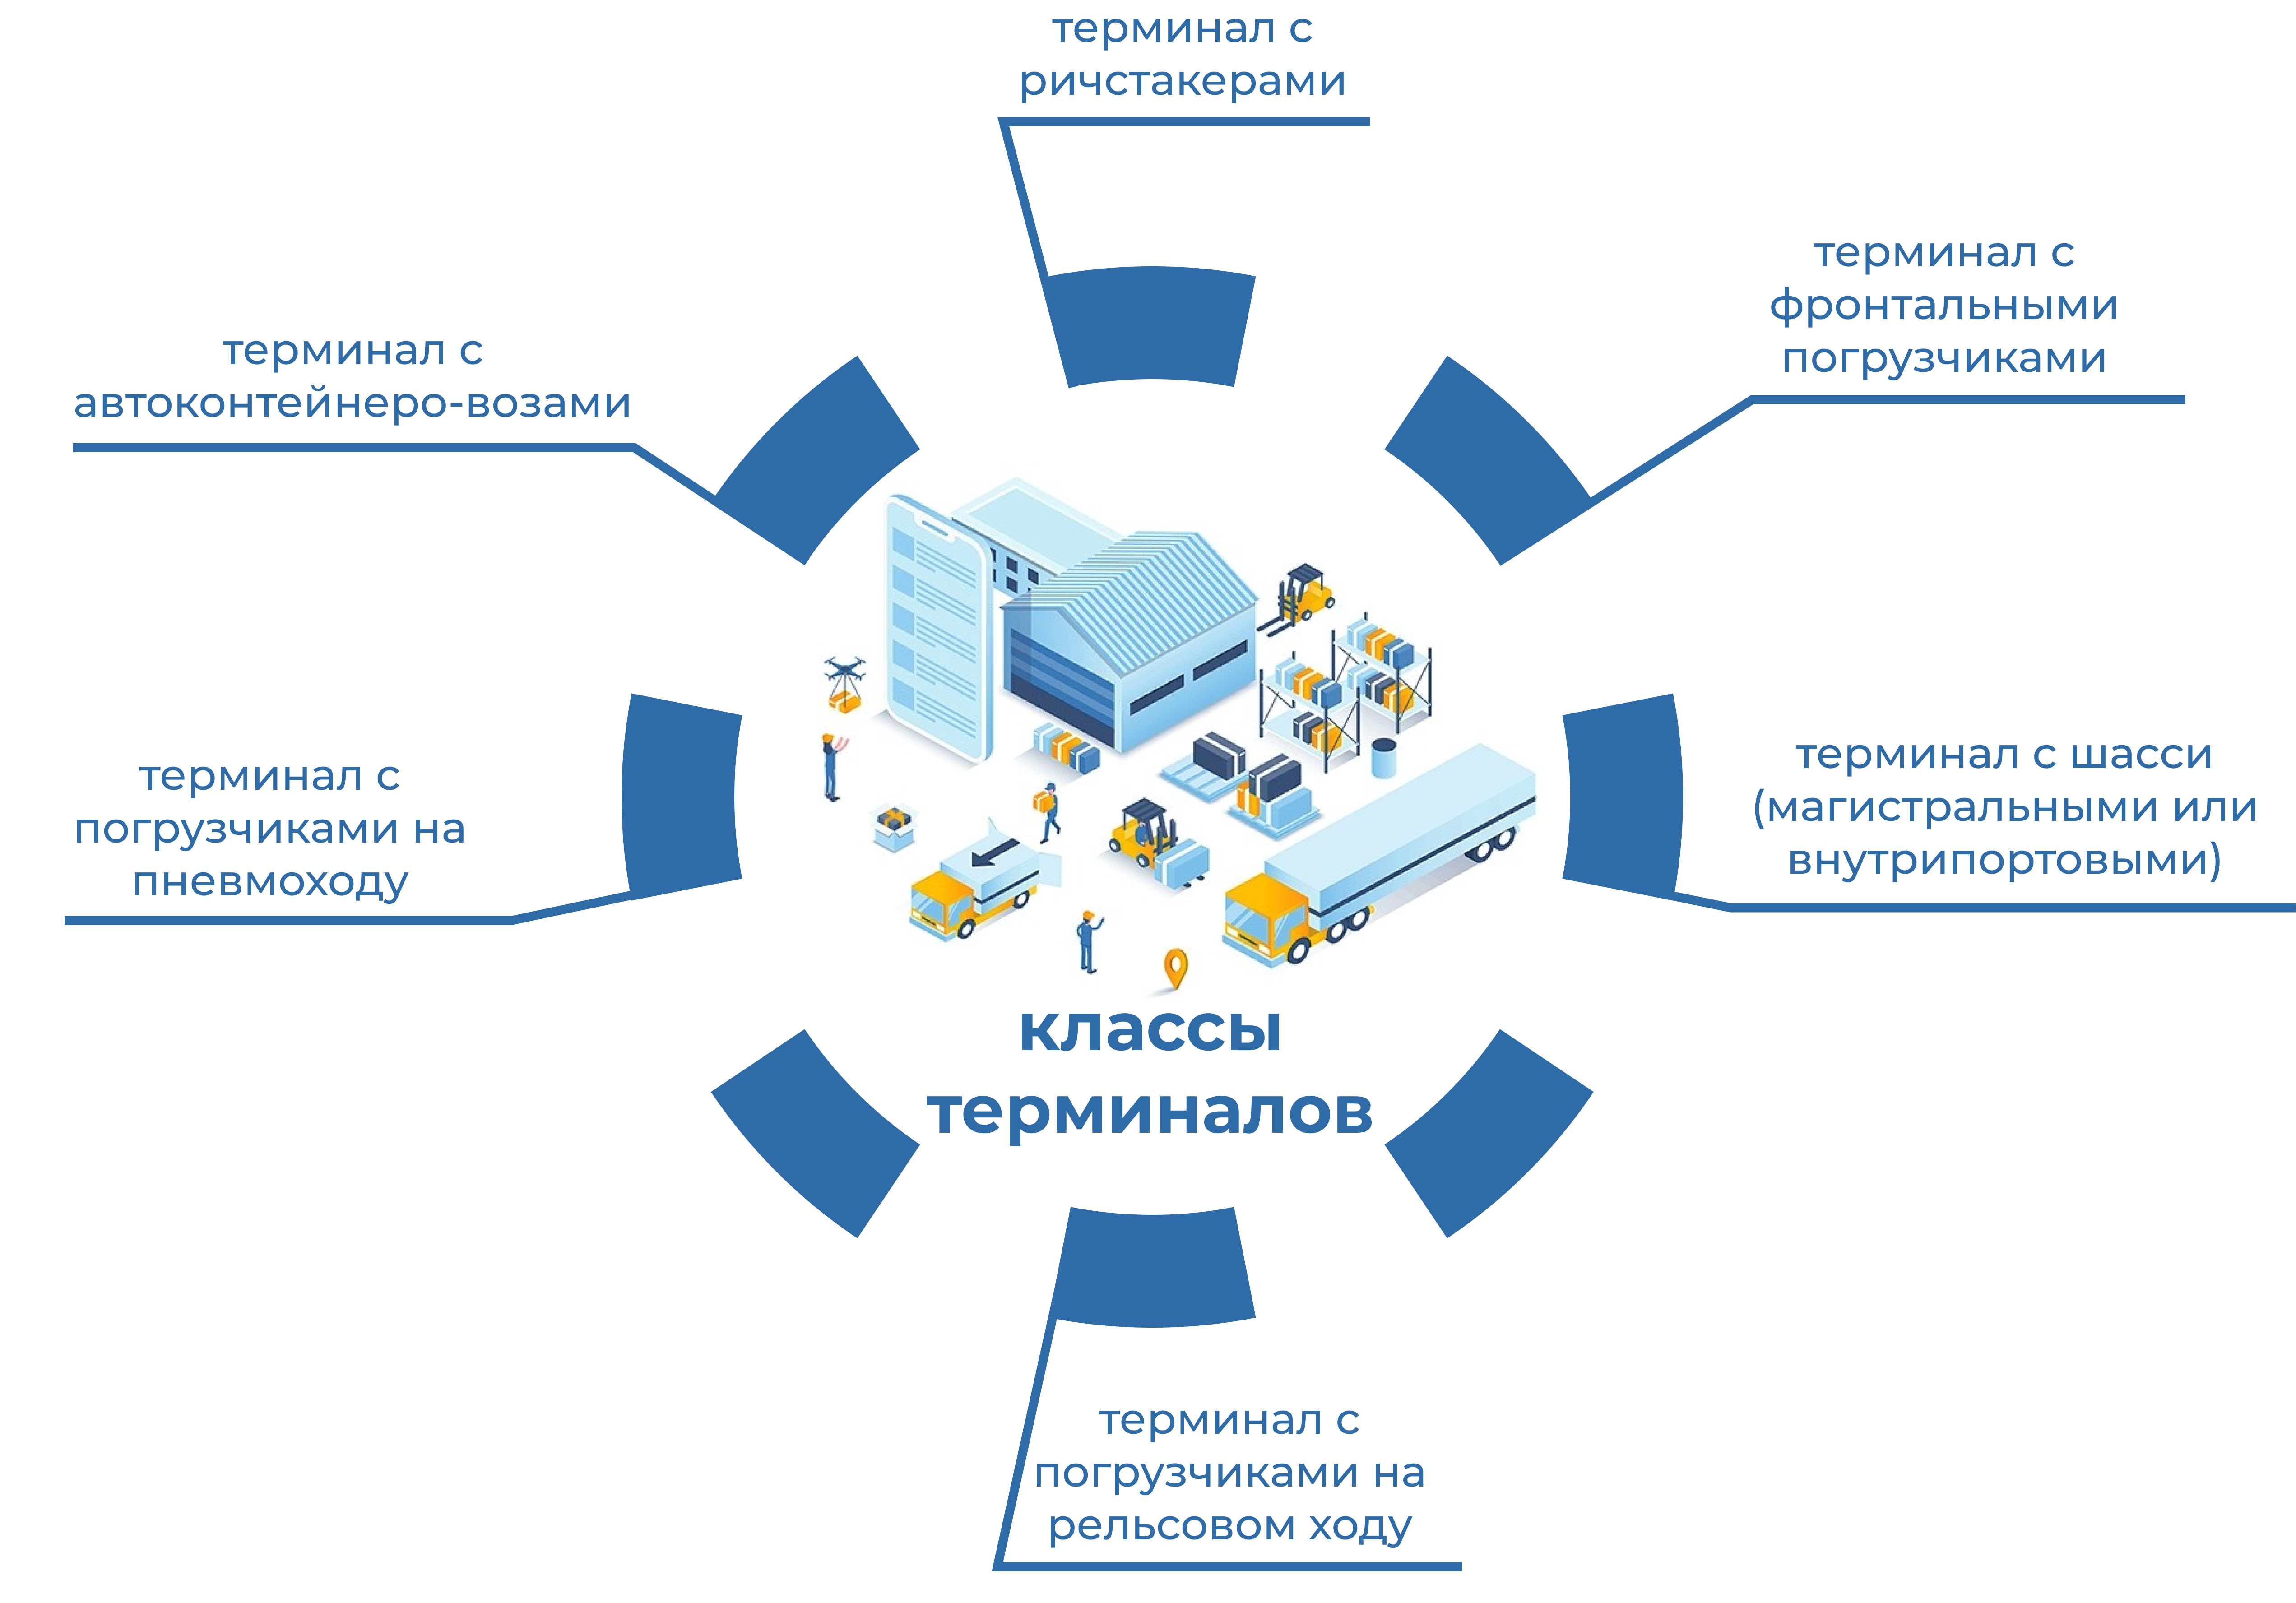 терминал с
ричстакерами
терминал с
фронтальными
погрузчиками
терминал с
автоконтейнеро-возами
терминал с шасси
(магистральными или
внутрипортовыми)
терминал с
погрузчиками на
пневмоходу
классы
терминалов
терминал с
погрузчиками на
рельсовом ходу